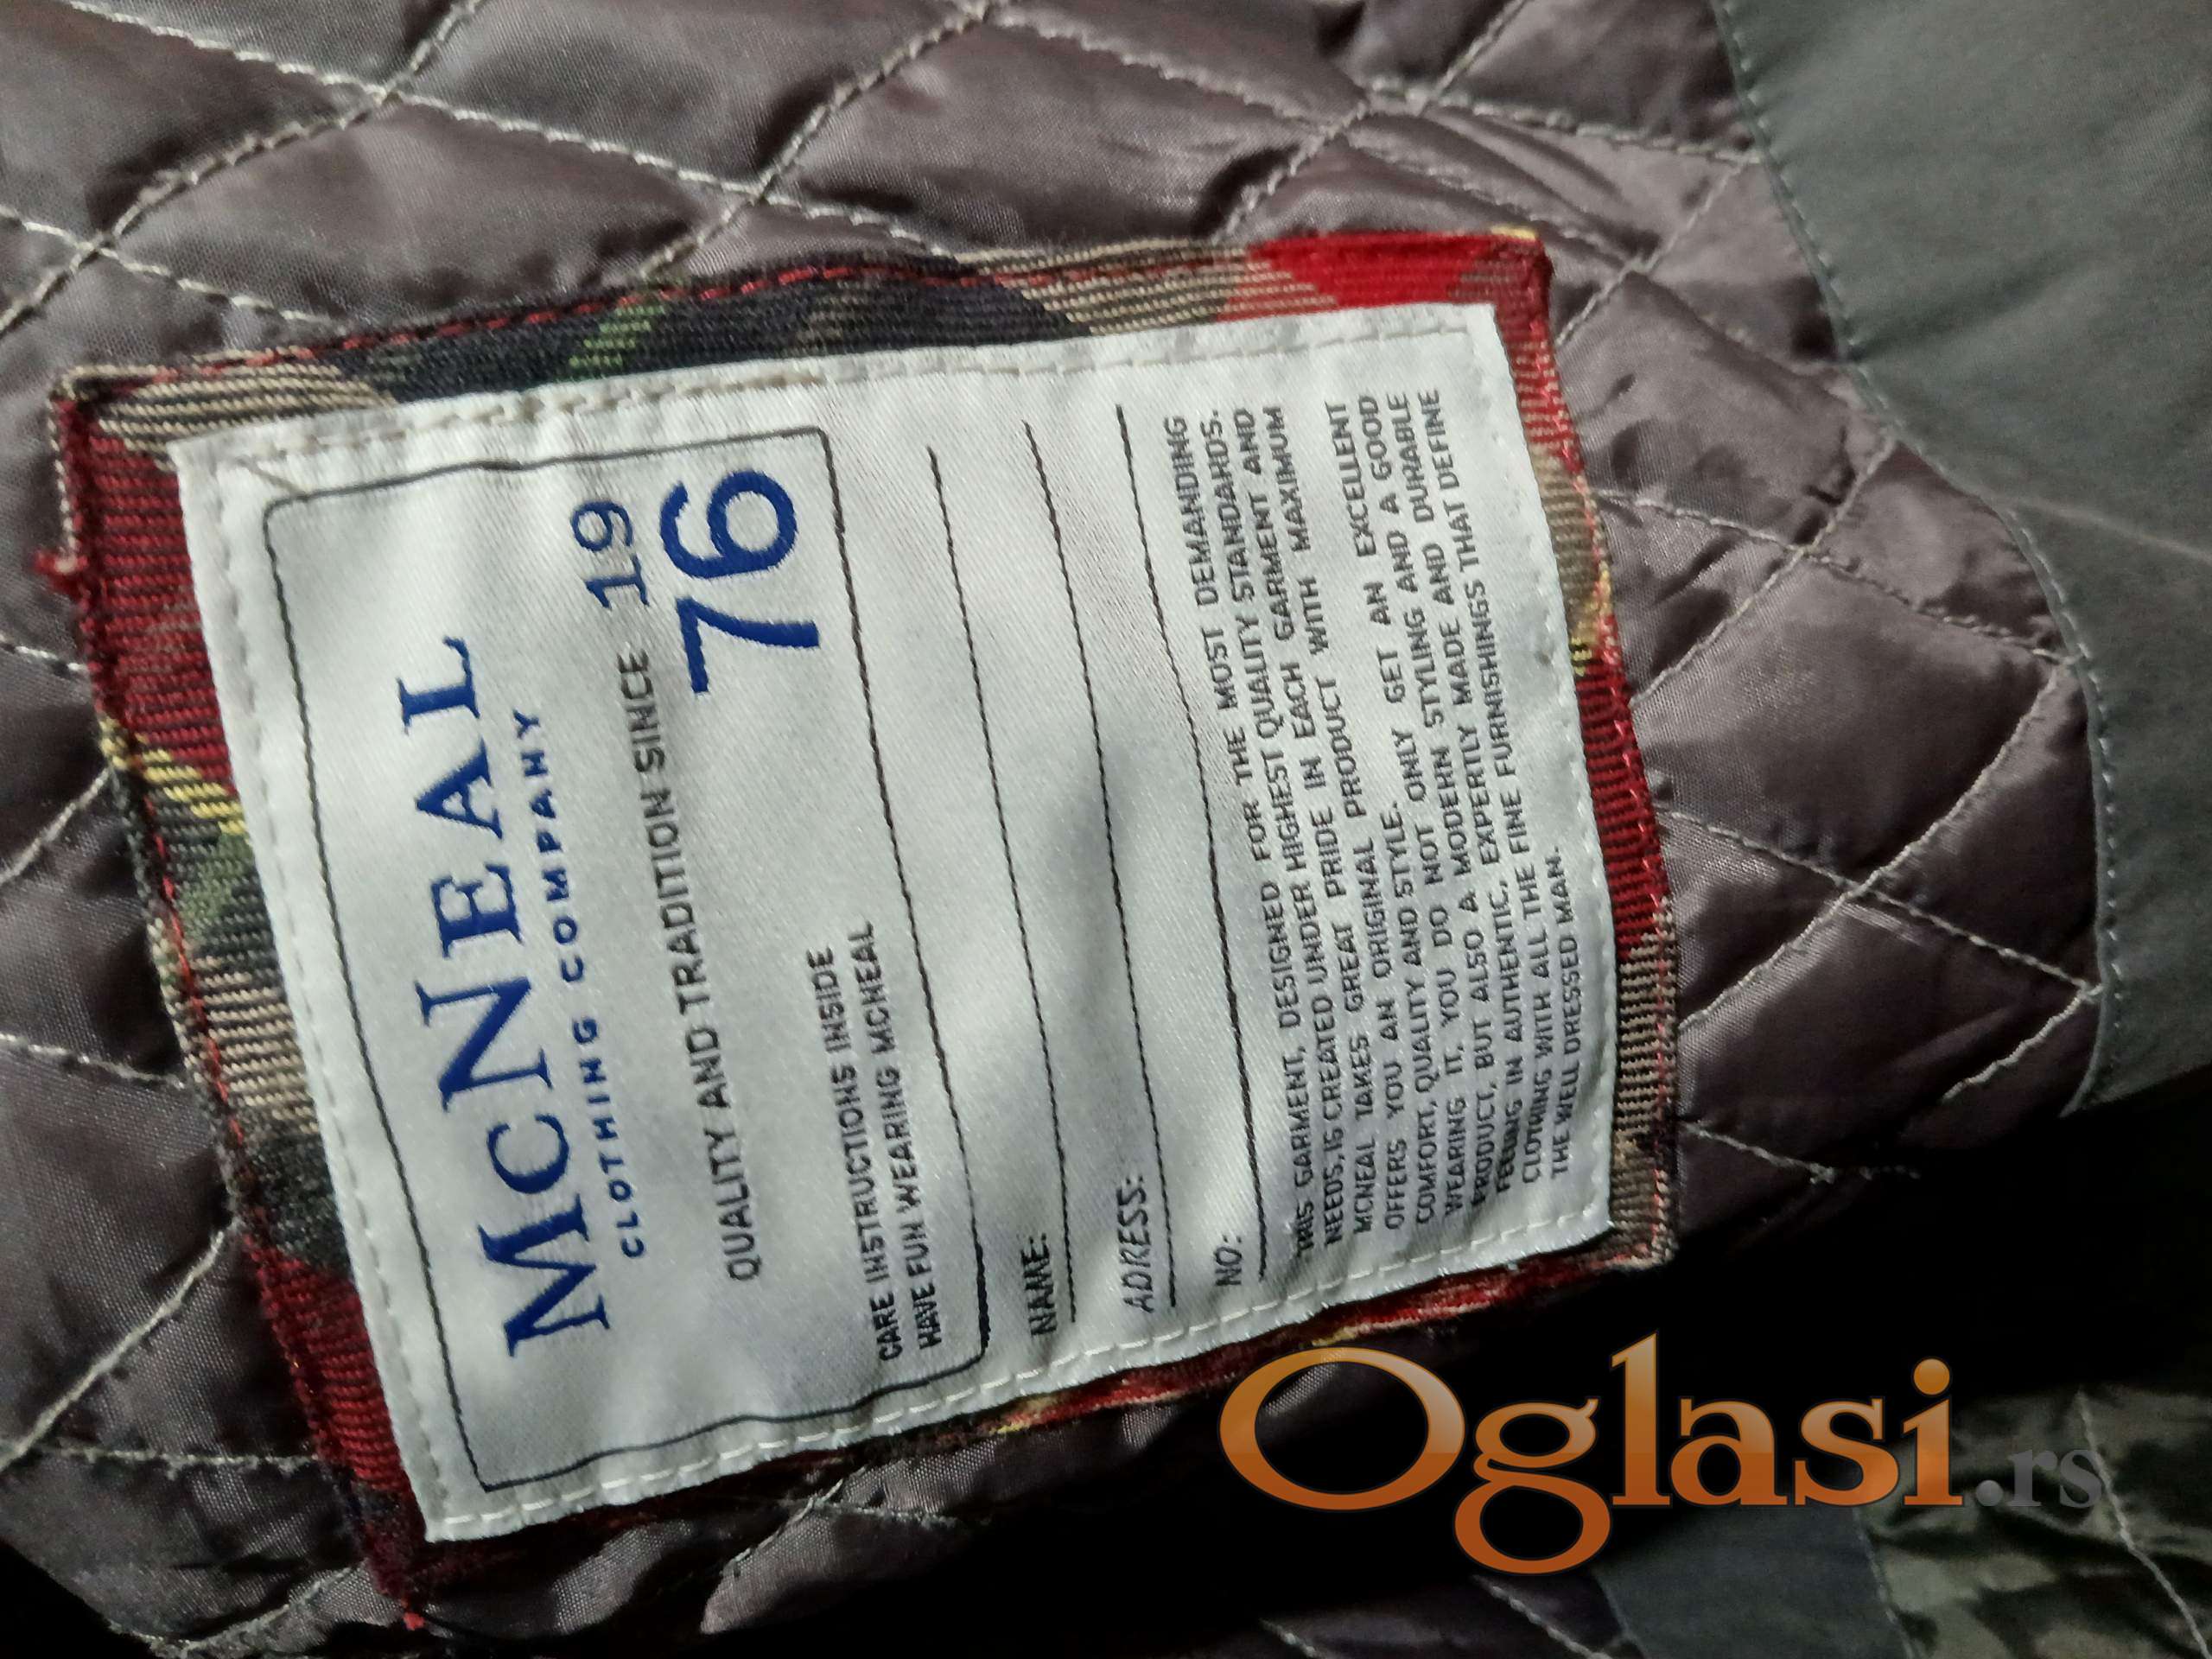 McNEAL
CLOTHING COMPANY
QUALITY AND TRADITION SINCE 19
76
CARE INSTRUCTIONS INSIDE
HAVE FUN WEARING MCNEAL
NAME:
ADRESS:
NO:
THIS GARMENT, DESIGNED FOR THE MOST DEMANDING
NEEDS, IS CREATED UNDER HIGHEST QUALITY STANDARDS.
MCNEAL TAKES GREAT PRIDE IN EACH GARMENT AND
OFFERS YOU AN ORIGINAL PRODUCT WITH MAXIMUM
COMFORT, QUALITY AND STYLE.
WEARING IT, YOU DO NOT ONLY GET AN EXCELLENT
PRODUCT, BUT ALSO A MODERN STYLING AND A GOOD
FEELING IN AUTHENTIC, EXPERTLY MADE AND DURABLE
CLOTHING WITH ALL THE FINE FURNISHINGS THAT DEFINE
THE WELL DRESSED MAN.
Oglasi.rs